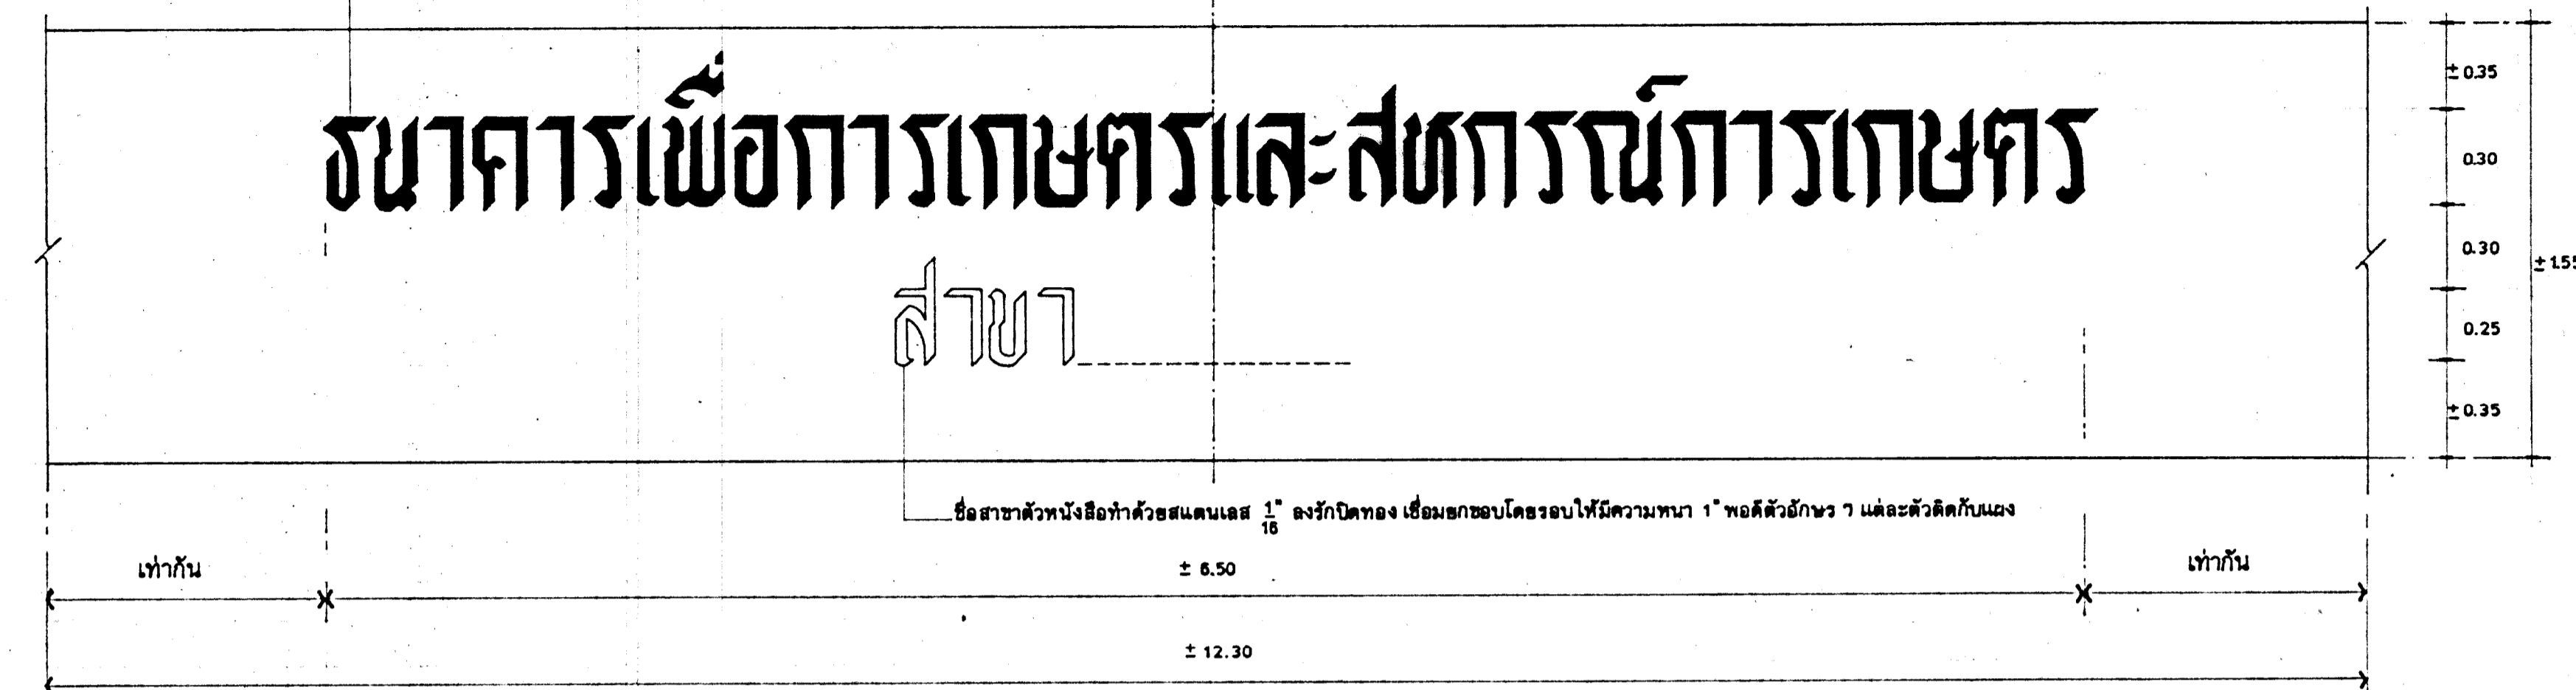 ธนาคารเพื่อการเกษตรและสหกรณ์การเกษตร
สาขา
± 0.35
0.30
0.30
0.25
± 0.35
± 1.55
ชื่อสาขาตัวหนังสือทำด้วยสแตนเลส 1/16" ลงรักปิดทอง เชื่อมยกขอบโดยรอบให้มีความหนา 1" พอดีตัวอักษร ๆ แต่ละตัวติดกับแผง
เท่ากัน
± 6.50
เท่ากัน
± 12.30